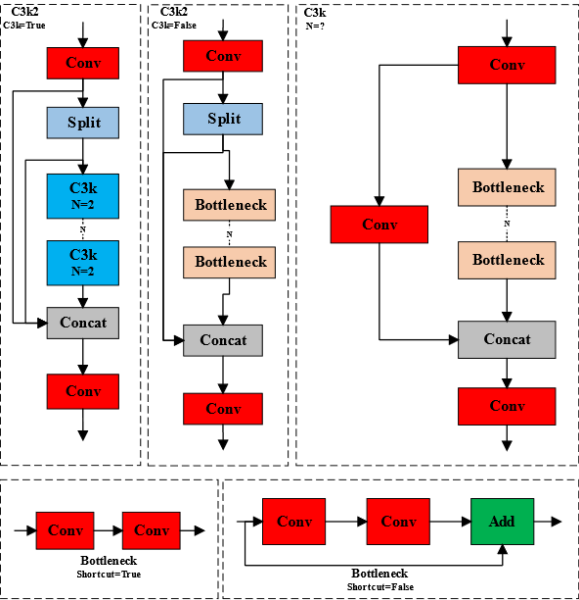 C3k2
C3k=True
Conv
Split
C3k
N=2
N
C3k
N=2
Concat
Conv
C3k2
C3k=False
Conv
Split
Bottleneck
N
Bottleneck
Concat
Conv
C3k
N=?
Conv
Bottleneck
Conv
N
Bottleneck
Concat
Conv
Conv
Conv
Bottleneck
Shortcut=True
Conv
Conv
Add
Bottleneck
Shortcut=False